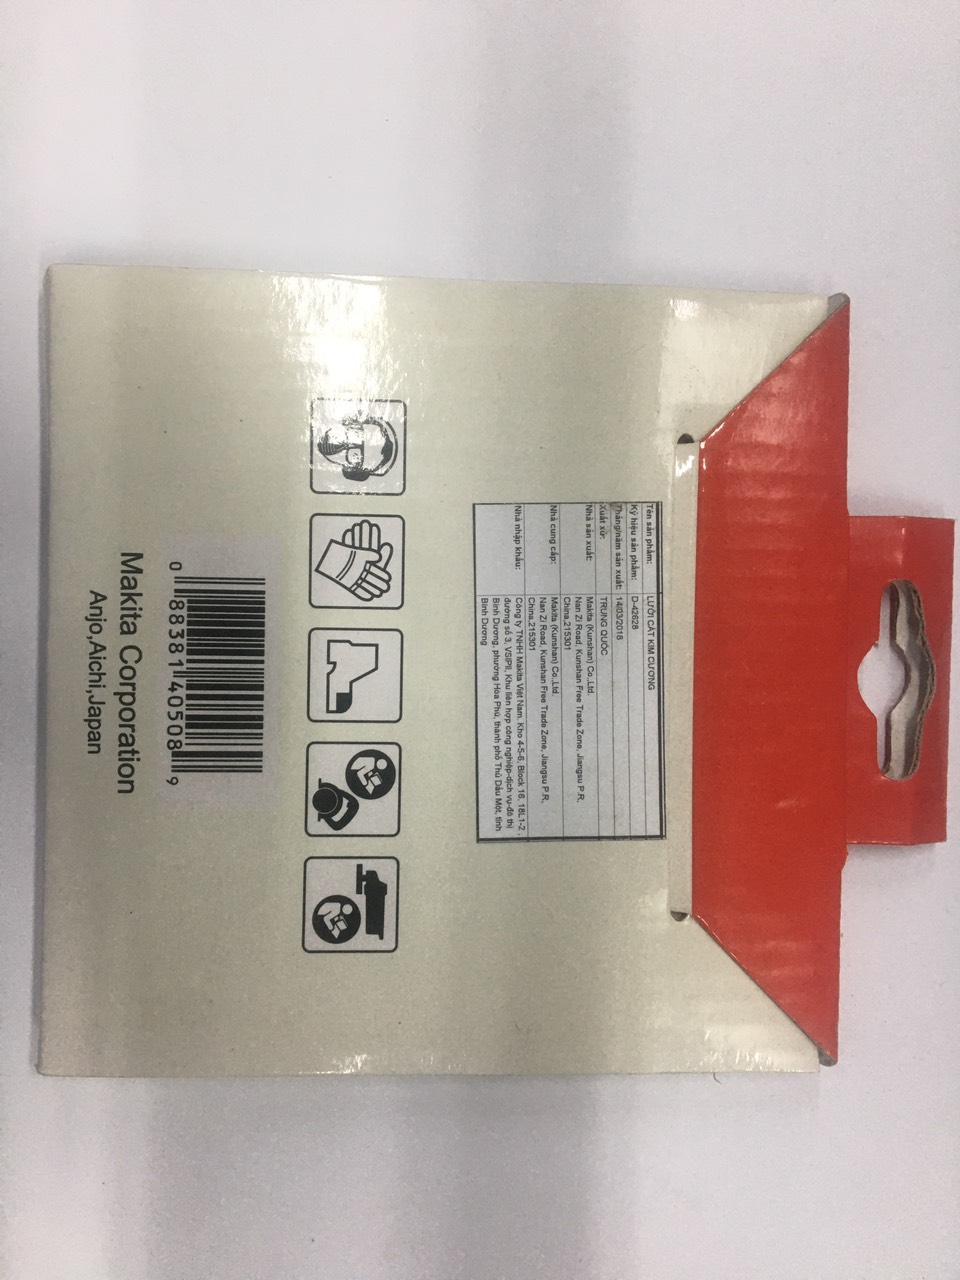 Tên sản phẩm: LƯỠI CẮT KIM CƯƠNG
Ký hiệu sản phẩm: D-42628
Tháng/năm sản xuất: 14/03/2018
Xuất xứ: TRUNG QUỐC
Nhà sản xuất: Makita (Kunshan) Co.,Ltd.
Nan Zi Road, Kunshan Free Trade Zone, Jiangsu P.R,
China,215301
Nhà cung cấp: Makita (Kunshan) Co.,Ltd.
Nan Zi Road, Kunshan Free Trade Zone, Jiangsu P.R,
China,215301
Nhà nhập khẩu: Công ty TNHH Makita Việt Nam. Kho 4-5-6, Block 16, 18L1-2 ,
đường số 3, VSIPII, Khu liên hợp công nghiệp-dịch vụ-đô thị
Bình Dương, phường Hòa Phú, thành phố Thủ Dầu Một, tỉnh
Bình Dương
0 88381 40508 9
Makita Corporation
Anjo,Aichi,Japan